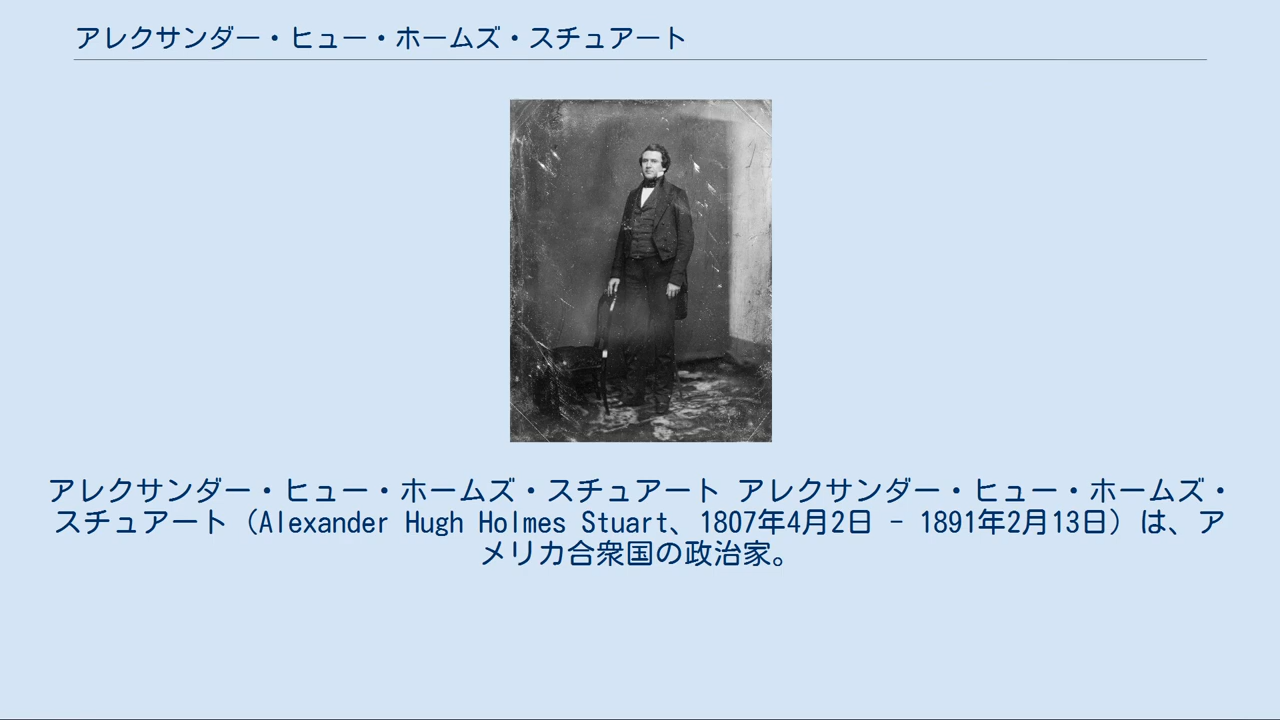 アレクサンダー・ヒュー・ホームズ・スチュアート
アレクサンダー・ヒュー・ホームズ・スチュアート アレクサンダー・ヒュー・ホームズ・
スチュアート（Alexander Hugh Holmes Stuart、1807年4月2日 - 1891年2月13日）は、ア
メリカ合衆国の政治家。